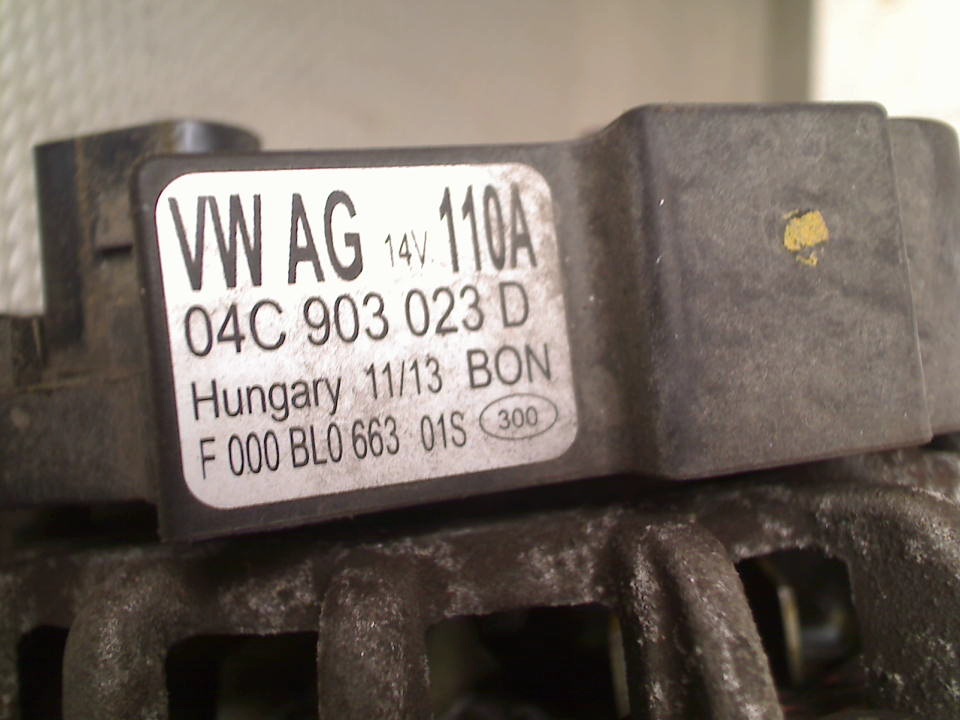 VW AG 14V. 110A
04C 903 023 D
Hungary 11/13 BON
F 000 BL0 663 01S 300